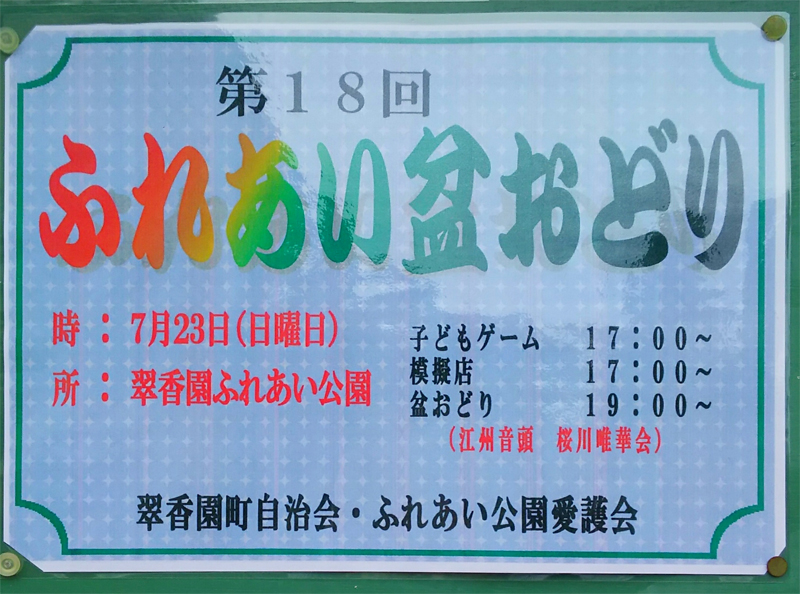 第１８回
ふれあい盆おどり
時：7月23日(日曜日)
所：翠香園ふれあい公園
子どもゲーム　１７：００～
模擬店　１７：００～
盆おどり　１９：００～
（江州音頭　桜川唯華会）
翠香園町自治会・ふれあい公園愛護会